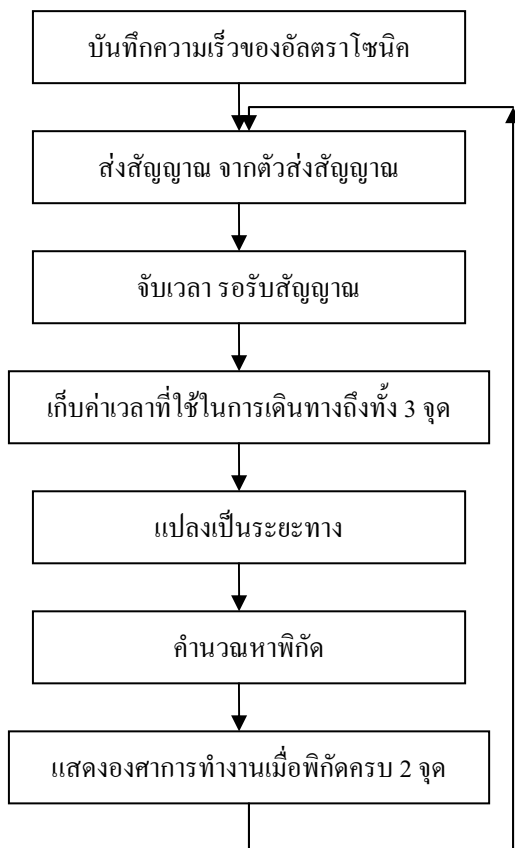 บันทึกความเร็วของอัลตราโซนิค
ส่งสัญญาณ จากตัวส่งสัญญาณ
จับเวลา รอรับสัญญาณ
เก็บค่าเวลาที่ใช้ในการเดินทางถึงทั้ง 3 จุด
แปลงเป็นระยะทาง
คำนวณหาพิกัด
แสดงองศาการทำงานเมื่อพิกัดครบ 2 จุด